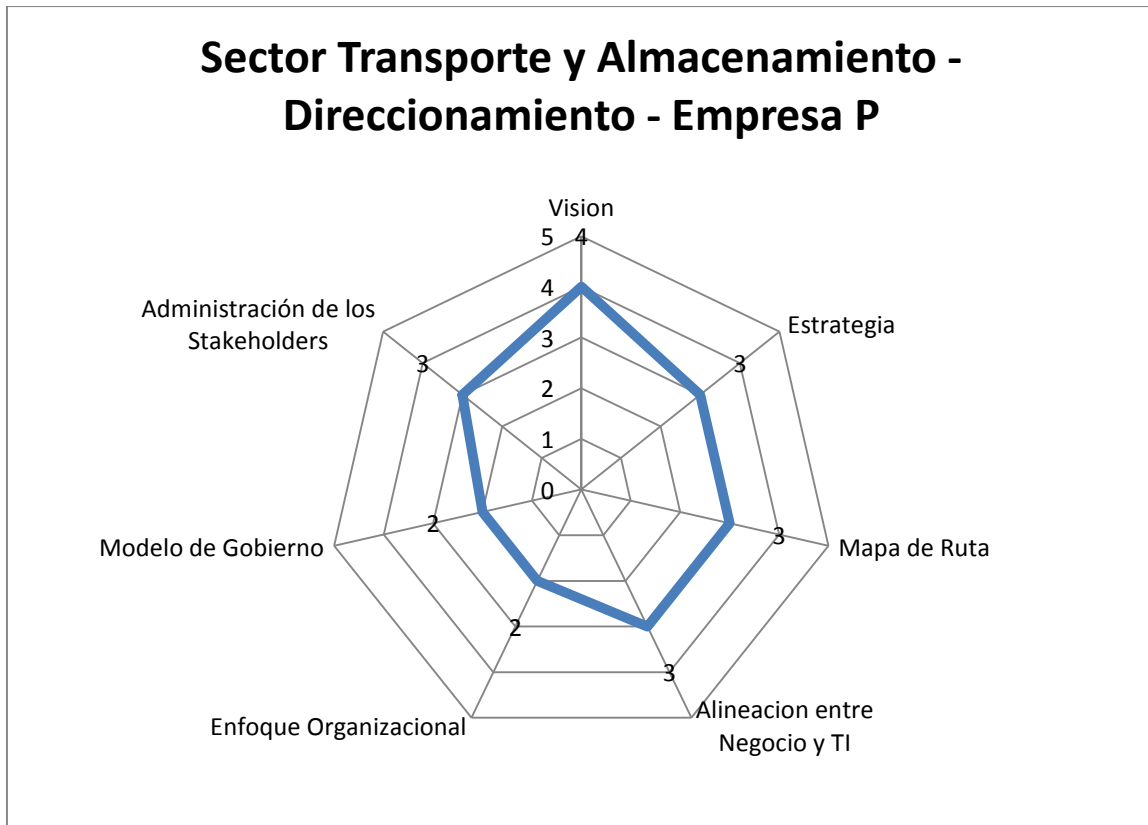 Sector Transporte y Almacenamiento -
Direccionamiento - Empresa P
Vision
5 4
4
3
2
1
0
Estrategia
3
Mapa de Ruta
3
Alineacion entre
Negocio y TI
3
Enfoque Organizacional
2
Modelo de Gobierno
2
Administración de los
Stakeholders
3